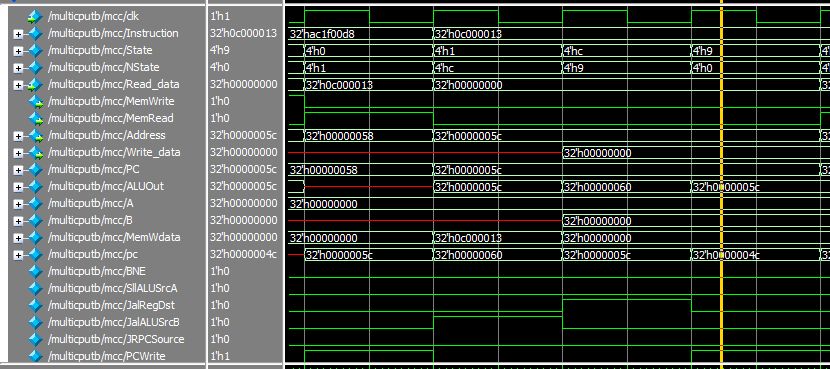 /multicputb/mcc/clk 1'h1
/multicputb/mcc/Instruction 32'h0c000013 32'hac1f00d8 32'h0c000013
/multicputb/mcc/State 4'h9 4'h0 4'h1 4'hc 4'h9
/multicputb/mcc/NState 4'h0 4'h1 4'hc 4'h9 4'h0
/multicputb/mcc/Read_data 32'h00000000 32'h0c000013 32'h00000000 32
/multicputb/mcc/MemWrite 1'h0
/multicputb/mcc/MemRead 1'h0
/multicputb/mcc/Address 32'h0000005c 32'h00000058 32'h0000005c 32
/multicputb/mcc/Write_data 32'h00000000 32'h00000000
/multicputb/mcc/PC 32'h0000005c 32'h00000058 32'h0000005c 32
/multicputb/mcc/ALUOut 32'h0000005c 32'h0000005c 32'h00000060 32'h0000005c
/multicputb/mcc/A 32'h00000000 32'h00000000
/multicputb/mcc/B 32'h00000000 32'h00000000
/multicputb/mcc/MemWdata 32'h00000000 32'h00000000 32'h0c000013 32'h00000000
/multicputb/mcc/pc 32'h0000004c 32'h0000005c 32'h00000060 32'h0000005c 32'h0000004c 32
/multicputb/mcc/BNE 1'h0
/multicputb/mcc/SllALUSrcA 1'h0
/multicputb/mcc/JalRegDst 1'h0
/multicputb/mcc/JalALUSrcB 1'h0
/multicputb/mcc/JRPCSource 1'h0
/multicputb/mcc/PCWrite 1'h1